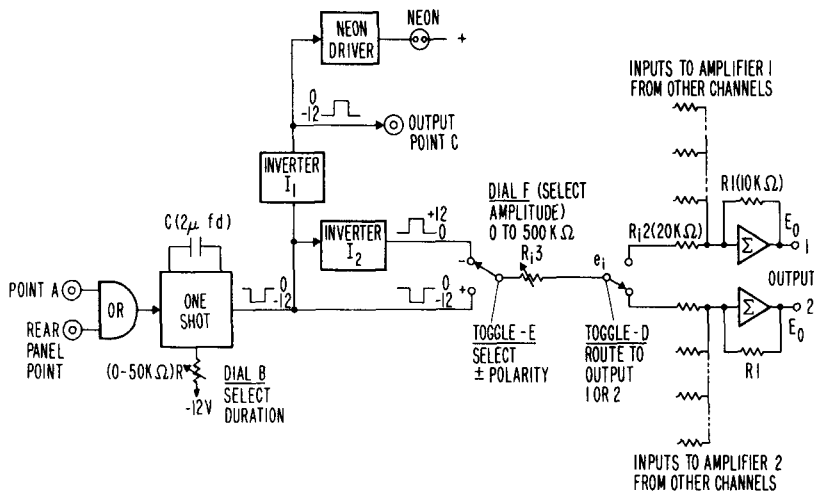 NEON
DRIVER
NEON
+
0
-12
OUTPUT
POINT C
INVERTER
I1
C(2μ fd)
INVERTER
I2
+12
0
POINT A
OR
REAR
PANEL
POINT
ONE
SHOT
0
-12
0
-12
(0-50KΩ)R
-12V
DIAL B
SELECT
DURATION
-
+
DIAL F (SELECT
AMPLITUDE)
0 TO 500 KΩ
Ri3
TOGGLE-E
SELECT
± POLARITY
ei
TOGGLE-D
ROUTE TO
OUTPUT
1 OR 2
INPUTS TO AMPLIFIER 1
FROM OTHER CHANNELS
R1(10KΩ)
Ri2(20KΩ)
Σ
E0
1
OUTPUT
Σ
2
E0
R1
INPUTS TO AMPLIFIER 2
FROM OTHER CHANNELS